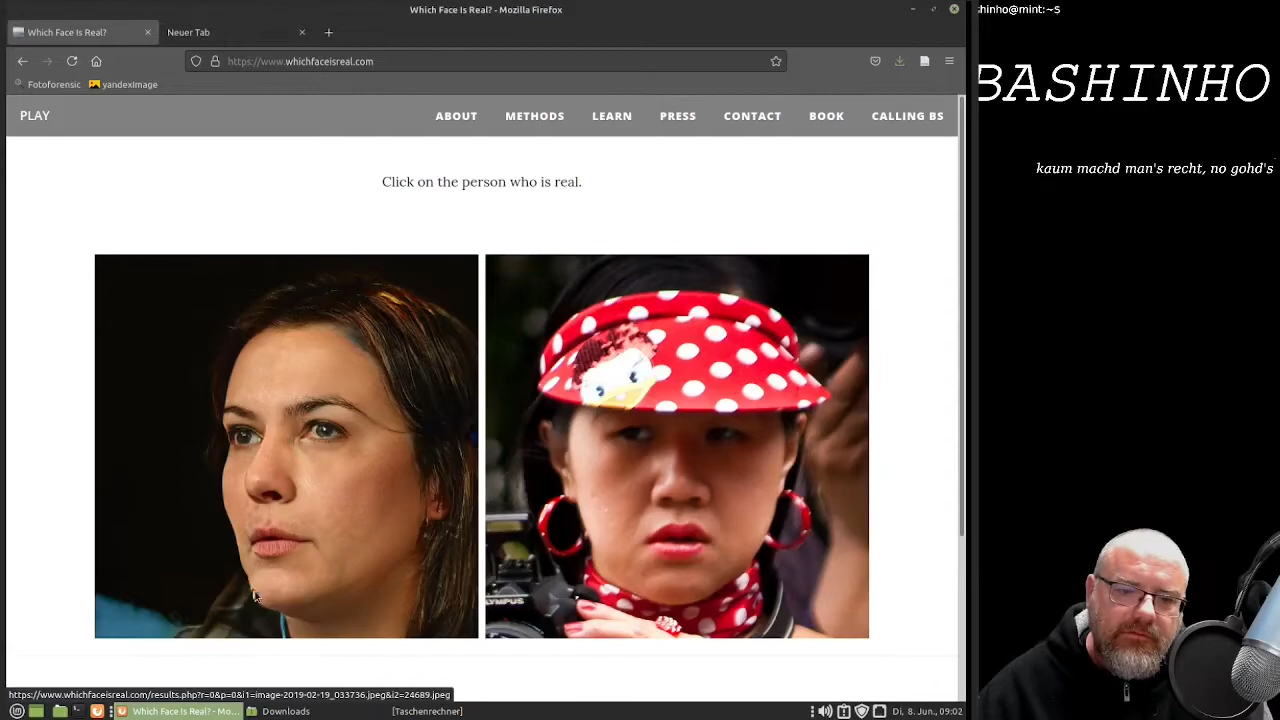 Which Face Is Real? - Mozilla Firefox
shinho@mint:~$
Which Face Is Real?
Neuer Tab
https://www.whichfaceisreal.com
Fotoforensic
yandexImage
BASHINHO
PLAY
ABOUT
METHODS
LEARN
PRESS
CONTACT
BOOK
CALLING BS
kaum machd man's recht, no gohd's
Click on the person who is real.
OLYMPUS
https://www.whichfaceisreal.com/results.php?r=0&p=0&i1=image-2019-02-19_033736.jpeg&i2=24689.jpeg
Which Face Is Real? - Mo...
Downloads
[Taschenrechner]
Di, 8. Jun., 09:02